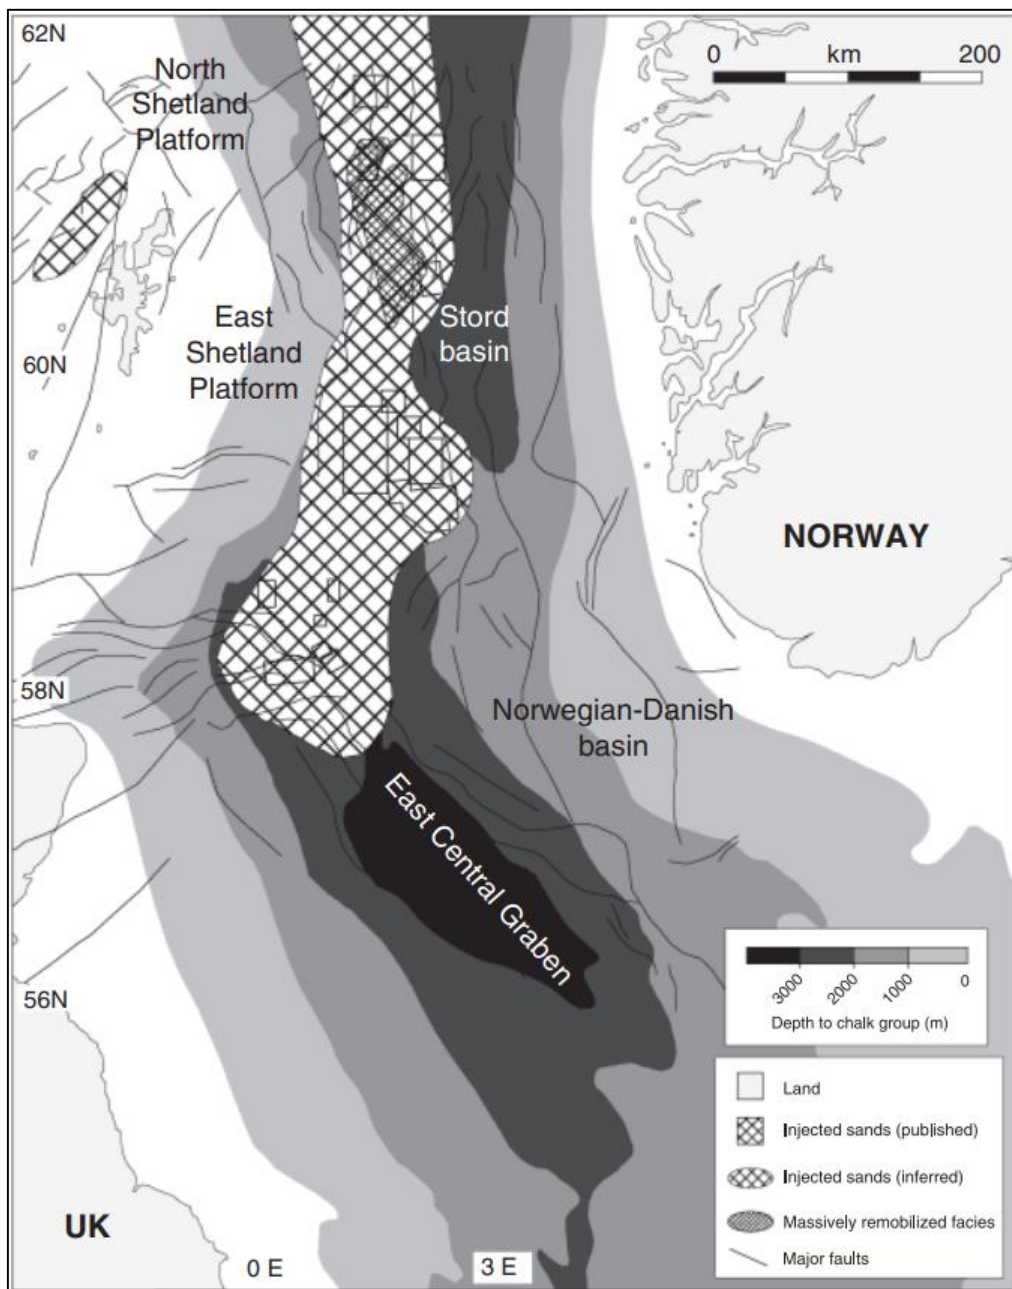 62N
North
Shetland
Platform
0 km 200
East
Shetland
Platform
Stord
basin
60N
NORWAY
58N
Norwegian-Danish
basin
East Central Graben
56N
3000 2000 1000 0
Depth to chalk group (m)
Land
Injected sands (published)
Injected sands (inferred)
Massively remobilized facies
Major faults
UK
0 E
3 E